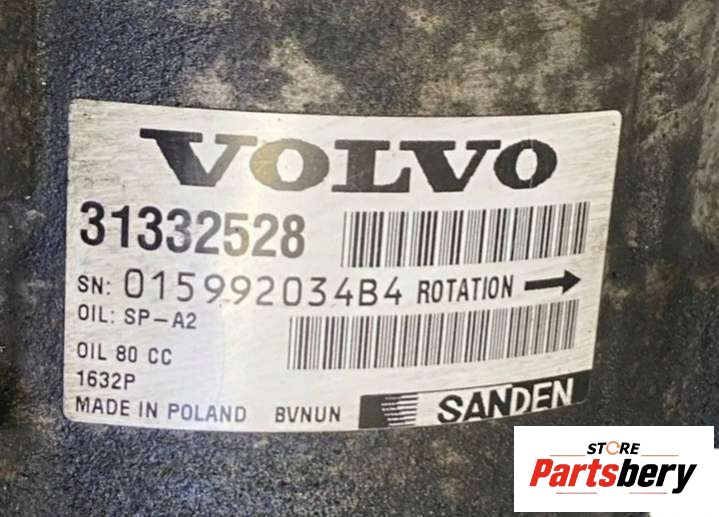 VOLVO
31332528
SN: 015992034B4 ROTATION →
OIL: SP-A2
OIL 80 CC
1632P
MADE IN POLAND BVNUN SANDEN
STORE
Partsbery